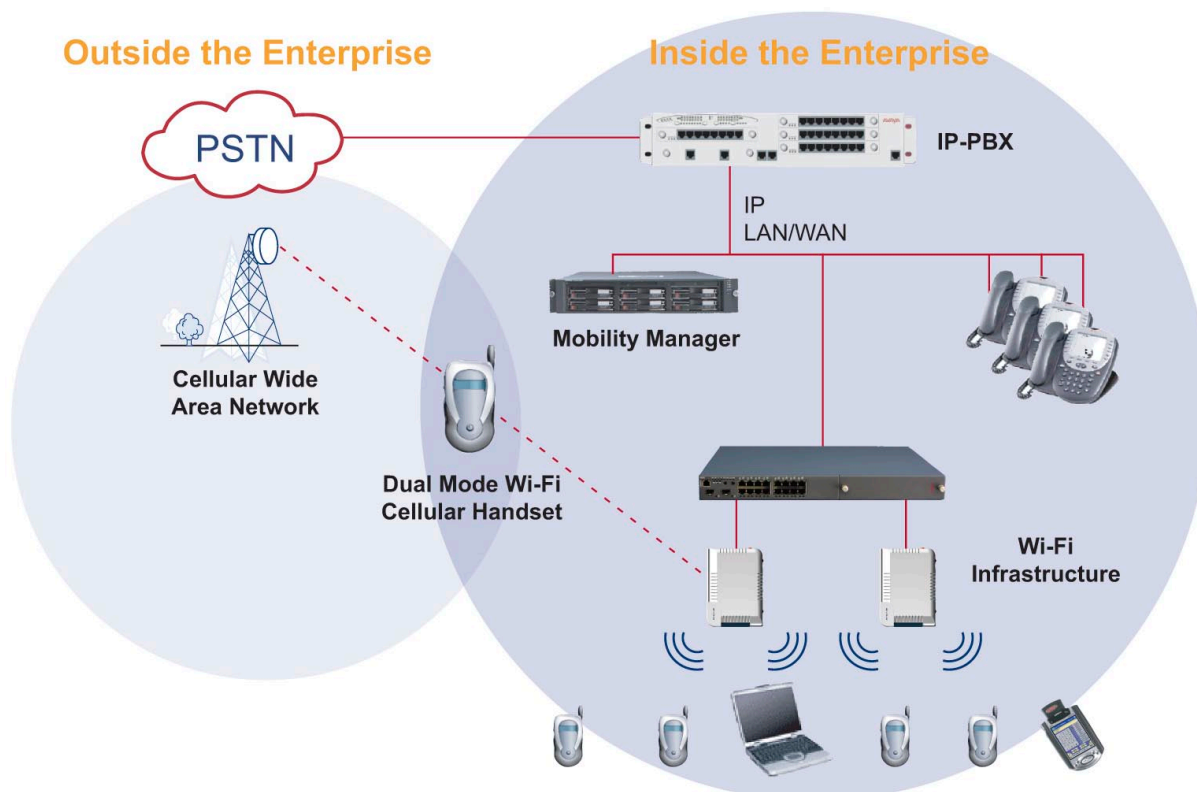 Outside the Enterprise
Inside the Enterprise
PSTN
IP-PBX
IP
LAN/WAN
Mobility Manager
Cellular Wide
Area Network
Dual Mode Wi-Fi
Cellular Handset
Wi-Fi
Infrastructure